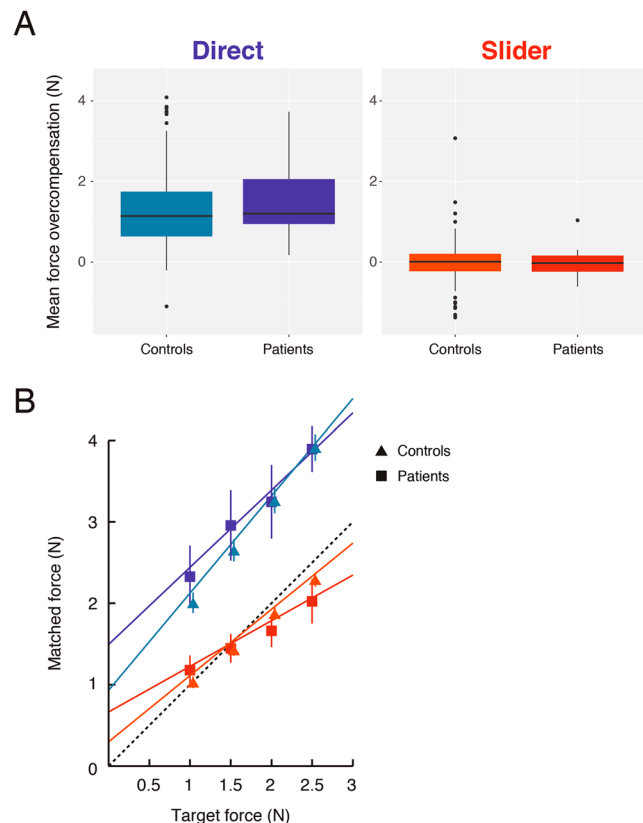 A
Direct
Slider
Mean force overcompensation (N)
4
2
0
4
2
0
Controls
Patients
Controls
Patients
B
Controls
Patients
Matched force (N)
4
3
2
1
0
0.5
1
1.5
2
2.5
3
Target force (N)